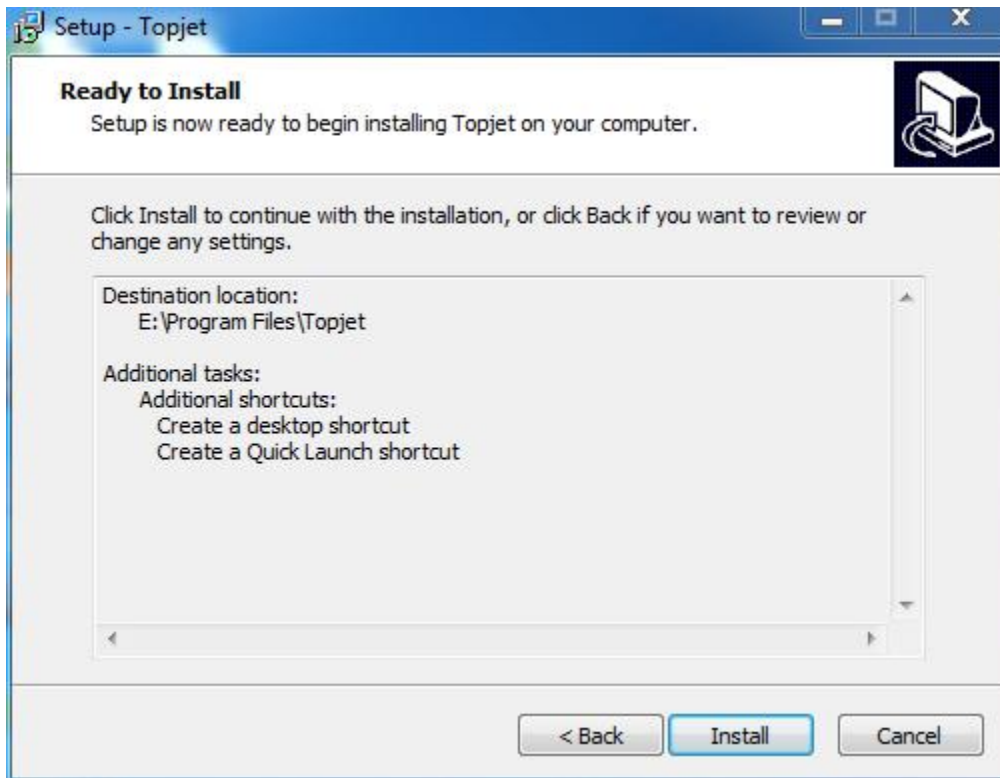 Setup - Topjet
Ready to Install
Setup is now ready to begin installing Topjet on your computer.
Click Install to continue with the installation, or click Back if you want to review or
change any settings.
Destination location:
E:\Program Files\Topjet
Additional tasks:
Additional shortcuts:
Create a desktop shortcut
Create a Quick Launch shortcut
< Back
Install
Cancel